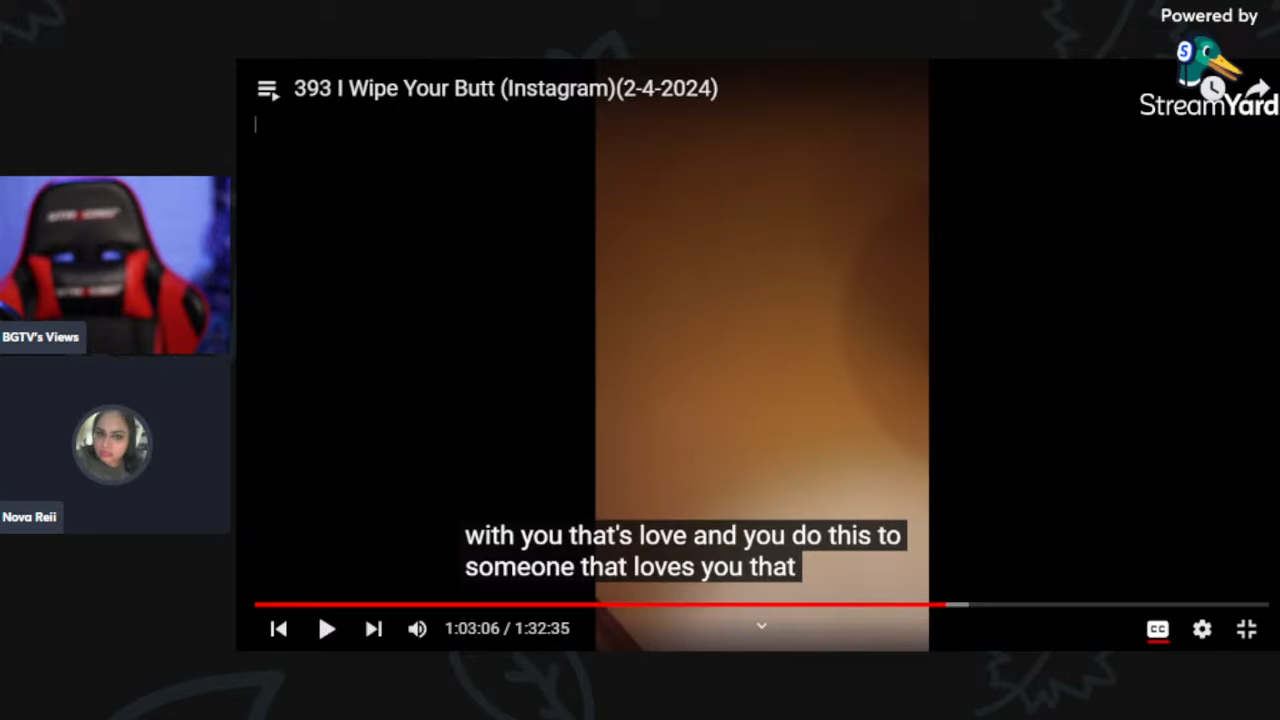 Powered by
StreamYard
393 I Wipe Your Butt (Instagram)(2-4-2024)
BGTV's Views
Nova Reii
with you that's love and you do this to
someone that loves you that
1:03:06 / 1:32:35
CC